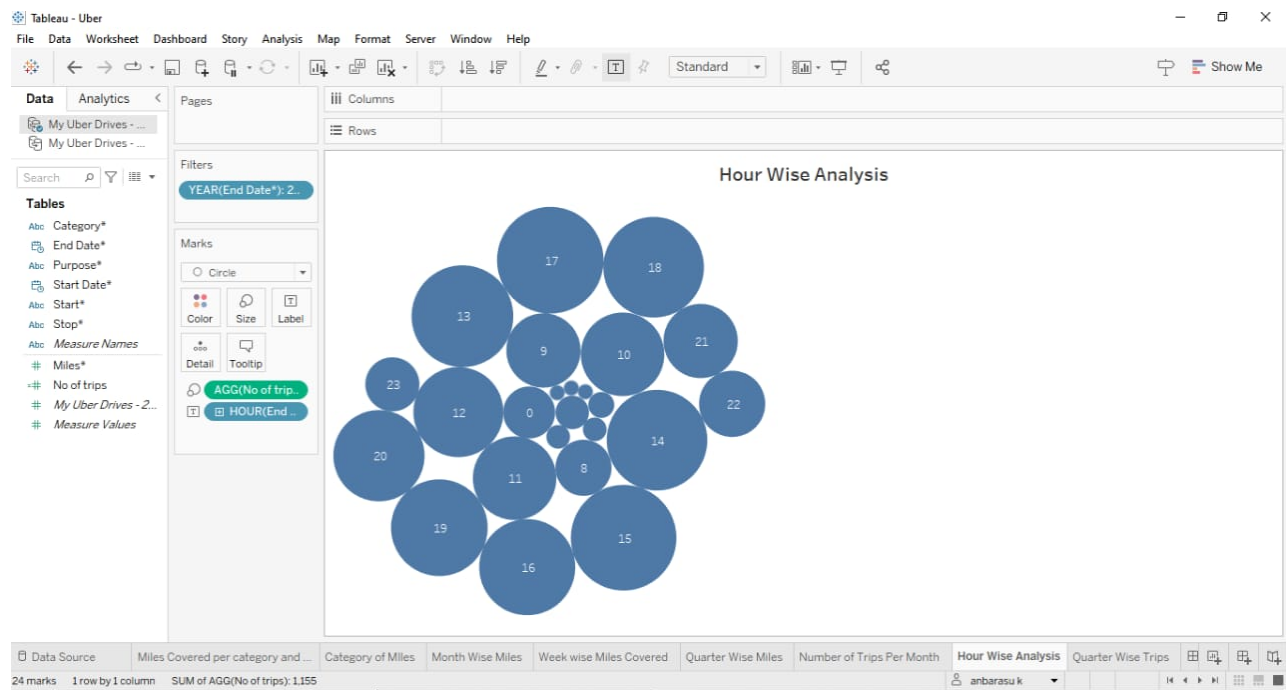 Tableau - Uber
File Data Worksheet Dashboard Story Analysis Map Format Server Window Help
Standard
Show Me
Data Analytics
My Uber Drives - ...
My Uber Drives - ...
Search
Tables
Abc Category*
End Date*
Abc Purpose*
Start Date*
Abc Start*
Abc Stop*
Abc Measure Names
# Miles*
=# No of trips
# My Uber Drives - 2...
# Measure Values
Pages
Filters
YEAR(End Date*): 2..
Marks
Circle
Color Size Label
Detail Tooltip
AGG(No of trip..
HOUR(End ..
Columns
Rows
Hour Wise Analysis
17
18
13
9
10
21
23
12
0
22
14
20
11
8
19
15
16
Data Source Miles Covered per category and ... Category of MIles Month Wise Miles Week wise Miles Covered Quarter Wise Miles Number of Trips Per Month Hour Wise Analysis Quarter Wise Trips
24 marks 1 row by 1 column SUM of AGG(No of trips): 1,155 anbarasu k